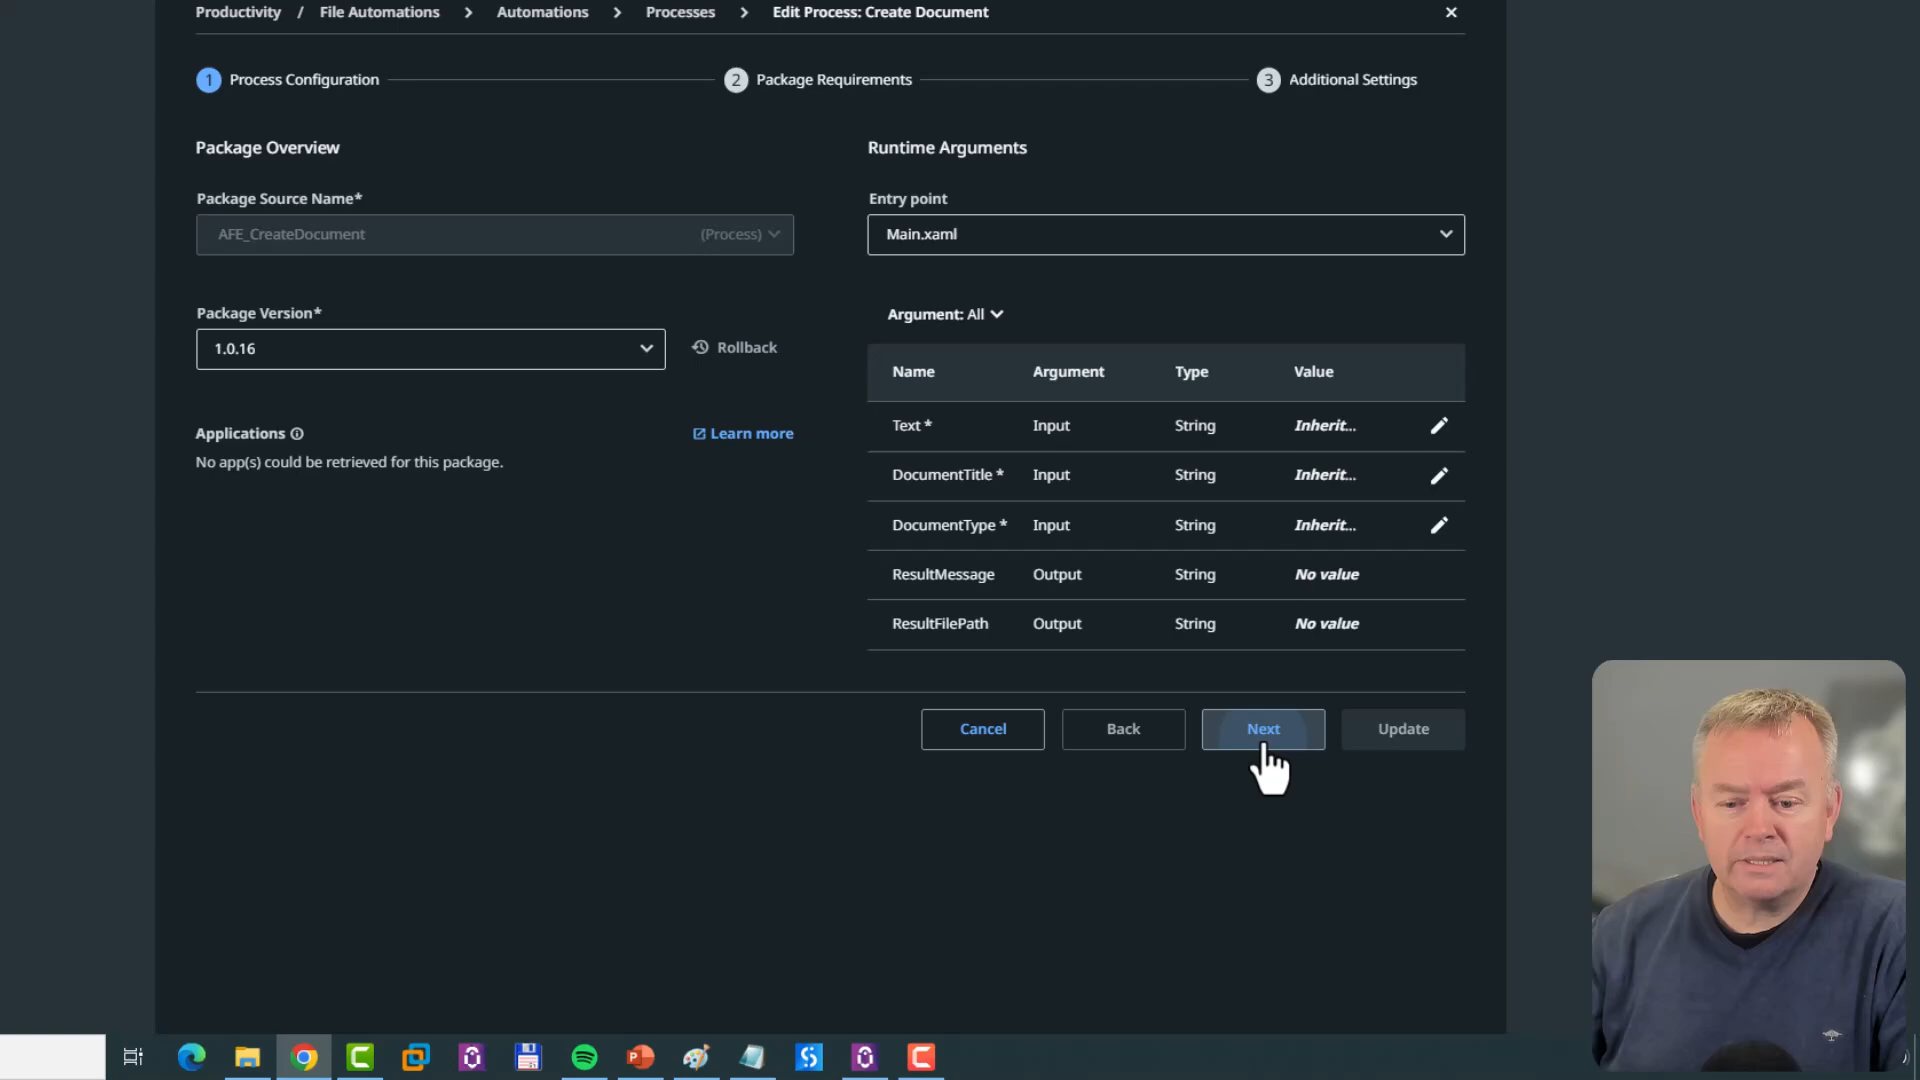 Productivity / File Automations > Automations > Processes > Edit Process: Create Document
1 Process Configuration 2 Package Requirements 3 Additional Settings
Package Overview
Package Source Name*
AFE_CreateDocument (Process)
Package Version*
1.0.16 Rollback
Applications Learn more
No app(s) could be retrieved for this package.
Runtime Arguments
Entry point
Main.xaml
Argument: All
Name Argument Type Value
Text * Input String Inherit...
DocumentTitle * Input String Inherit...
DocumentType * Input String Inherit...
ResultMessage Output String No value
ResultFilePath Output String No value
Cancel Back Next Update